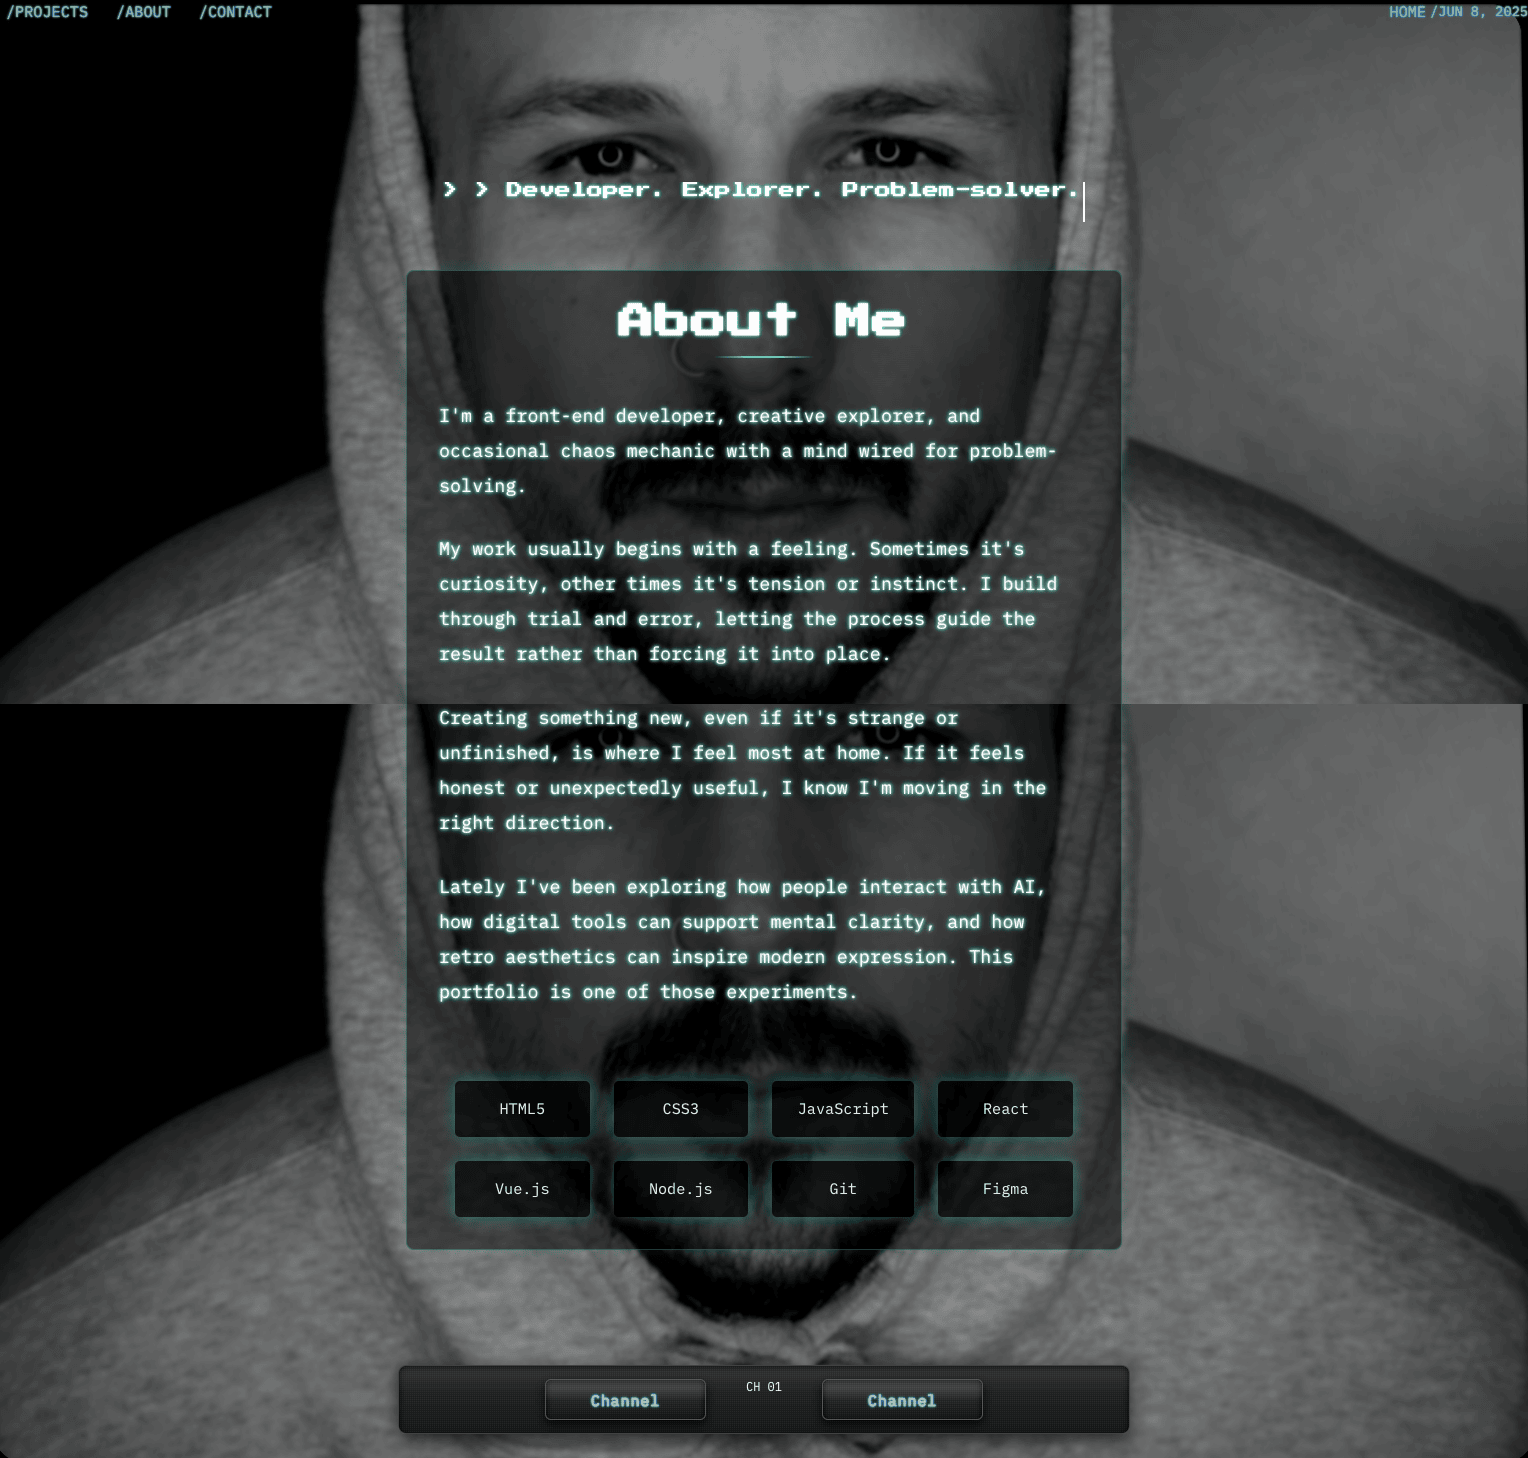 /PROJECTS /ABOUT /CONTACT HOME /JUN 8, 2025
> > Developer. Explorer. Problem-solver.
About Me
I'm a front-end developer, creative explorer, and
occasional chaos mechanic with a mind wired for problem-
solving.
My work usually begins with a feeling. Sometimes it's
curiosity, other times it's tension or instinct. I build
through trial and error, letting the process guide the
result rather than forcing it into place.
Creating something new, even if it's strange or
unfinished, is where I feel most at home. If it feels
honest or unexpectedly useful, I know I'm moving in the
right direction.
Lately I've been exploring how people interact with AI,
how digital tools can support mental clarity, and how
retro aesthetics can inspire modern expression. This
portfolio is one of those experiments.
HTML5 CSS3 JavaScript React
Vue.js Node.js Git Figma
Channel CH 01 Channel